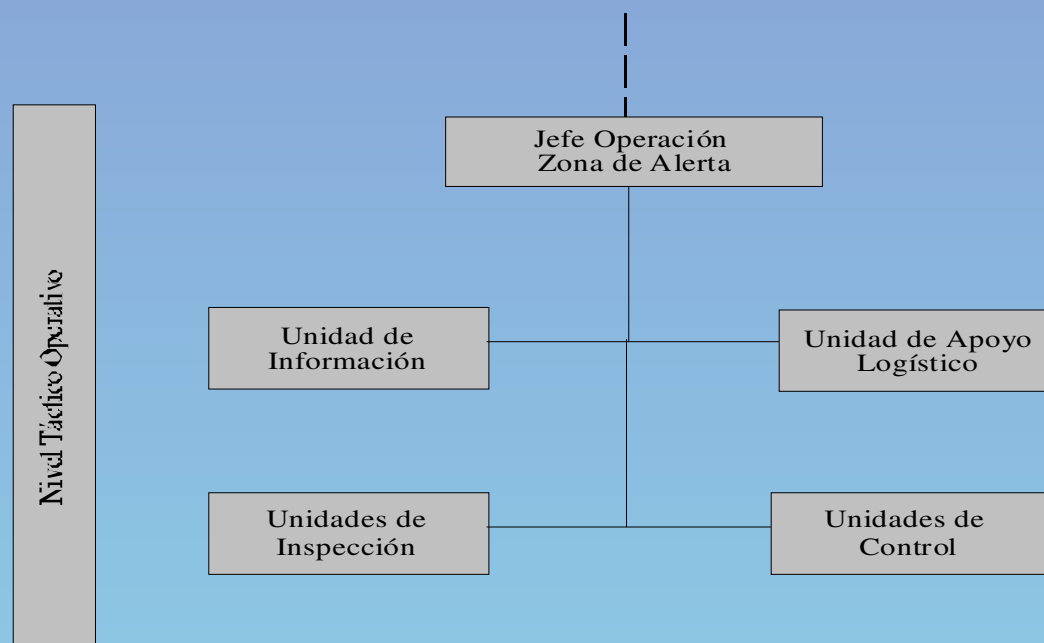 Jefe Operación
Zona de Alerta
Nivel Táctico Operativo
Unidad de
Información
Unidad de Apoyo
Logístico
Unidades de
Inspección
Unidades de
Control